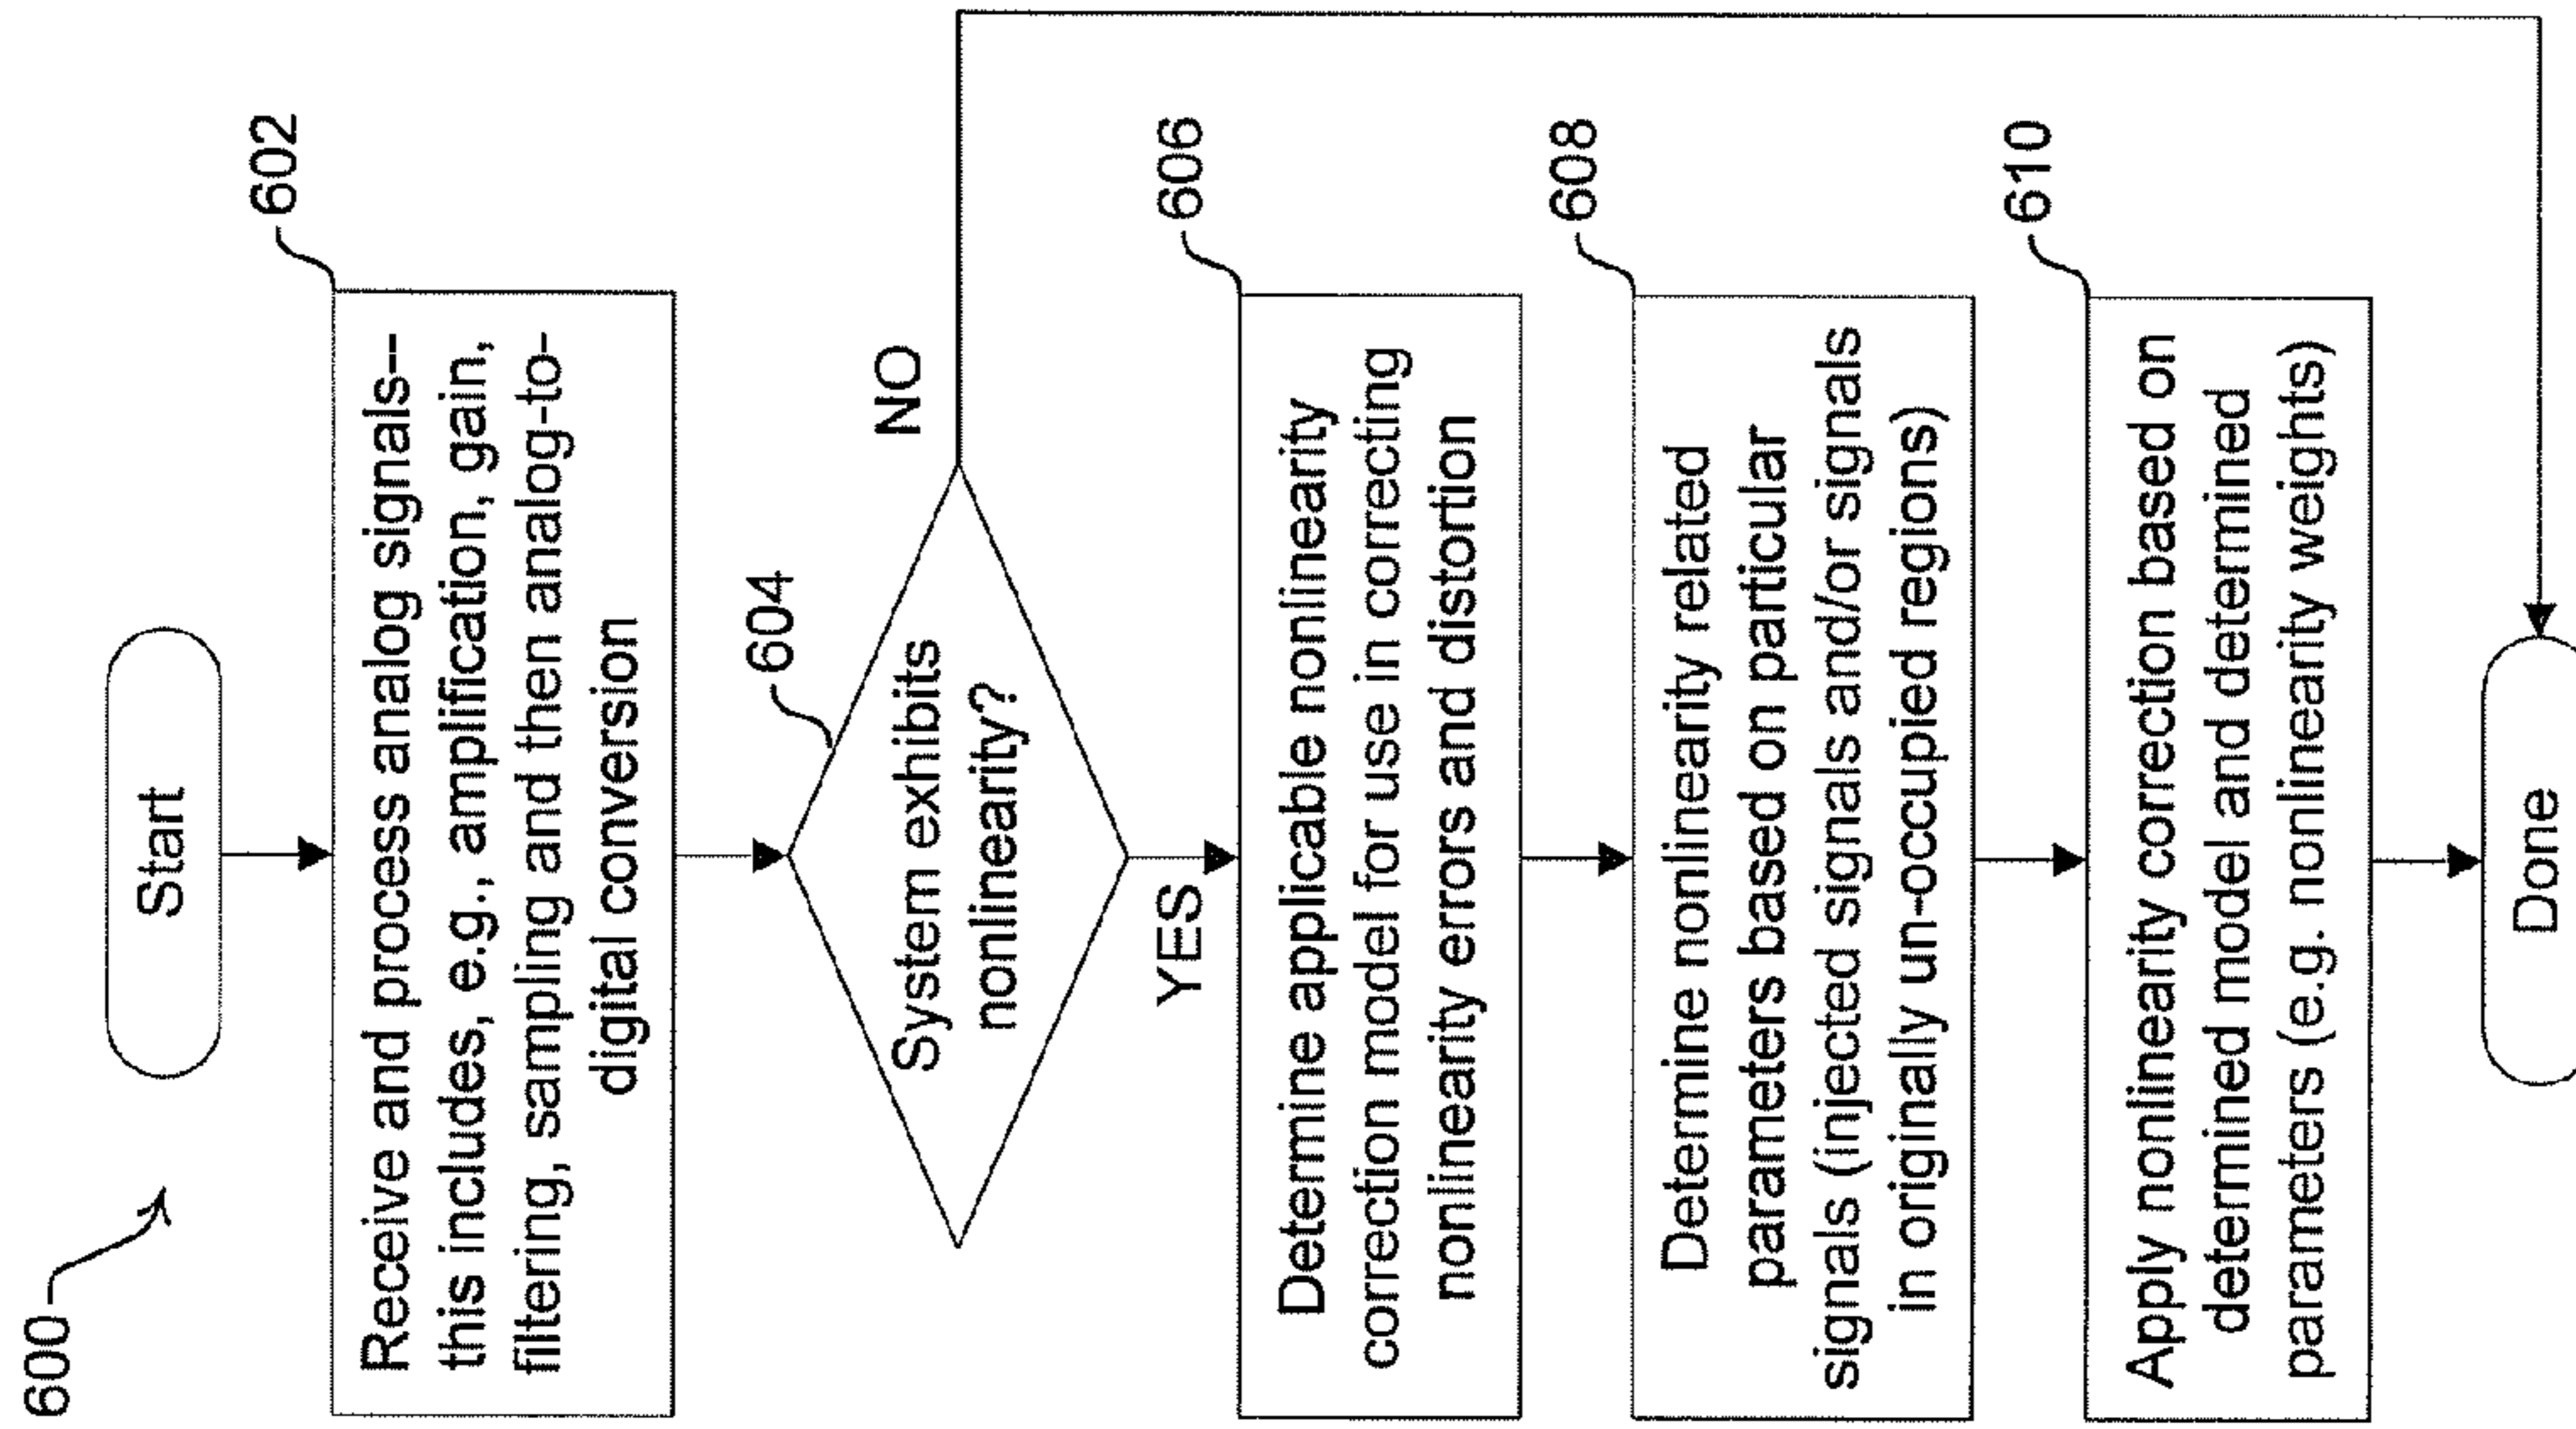 600
Start
602
Receive and process analog signals--
this includes, e.g., amplification, gain,
filtering, sampling and then analog-to-
digital conversion
604
System exhibits
nonlinearity?
NO
YES
606
Determine applicable nonlinearity
correction model for use in correcting
nonlinearity errors and distortion
608
Determine nonlinearity related
parameters based on particular
signals (injected signals and/or signals
in originally un-occupied regions)
610
Apply nonlinearity correction based on
determined model and determined
parameters (e.g. nonlinearity weights)
Done